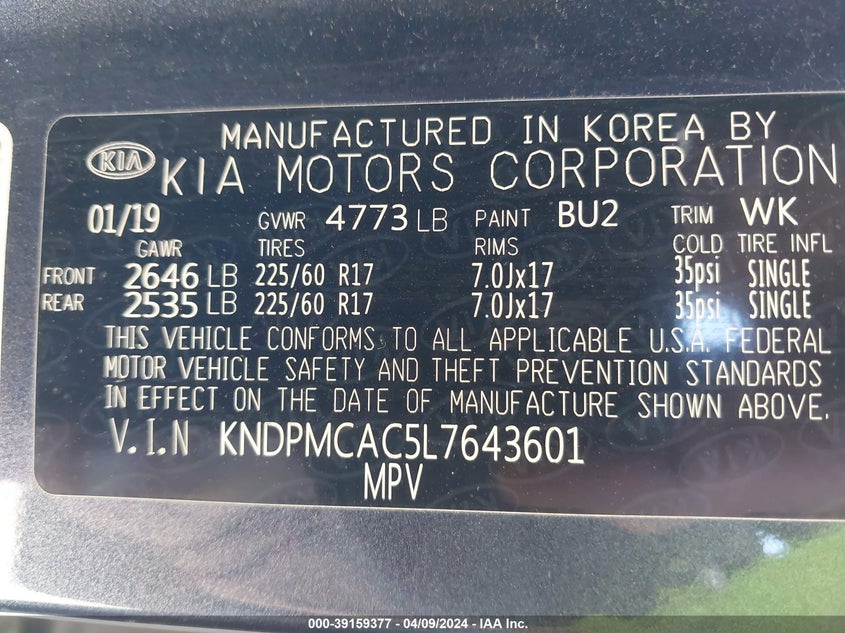 MANUFACTURED IN KOREA BY
KIA KIA MOTORS CORPORATION
01/19 GVWR 4773 LB PAINT BU2 TRIM WK
GAWR TIRES RIMS COLD TIRE INFL
FRONT 2646 LB 225/60 R17 7.0Jx17 35psi SINGLE
REAR 2535 LB 225/60 R17 7.0Jx17 35psi SINGLE
THIS VEHICLE CONFORMS TO ALL APPLICABLE U.S.A. FEDERAL
MOTOR VEHICLE SAFETY AND THEFT PREVENTION STANDARDS
IN EFFECT ON THE DATE OF MANUFACTURE SHOWN ABOVE.
V.I.N KNDPMCAC5L7643601
MPV
000-39159377 - 04/09/2024 - IAA Inc.